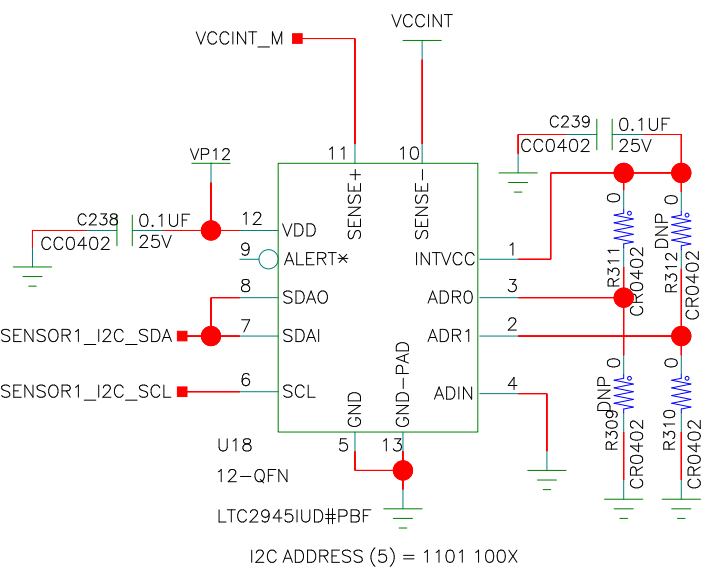 VCCINT
VCCINT_M
C239
0.1UF
CC0402
25V
VP12
11
10
SENSE+
SENSE-
C238
0.1UF
CC0402
25V
12
VDD
9
ALERT*
INTVCC
1
8
SDAO
ADR0
3
SENSOR1_I2C_SDA
7
SDAI
ADR1
2
SENSOR1_I2C_SCL
6
SCL
ADIN
4
GND
GND-PAD
5
13
0
R311
CR0402
0
DNP
R312
CR0402
0
DNP
R309
CR0402
0
R310
CR0402
U18
12-QFN
LTC2945IUD#PBF
I2C ADDRESS (5) = 1101 100X